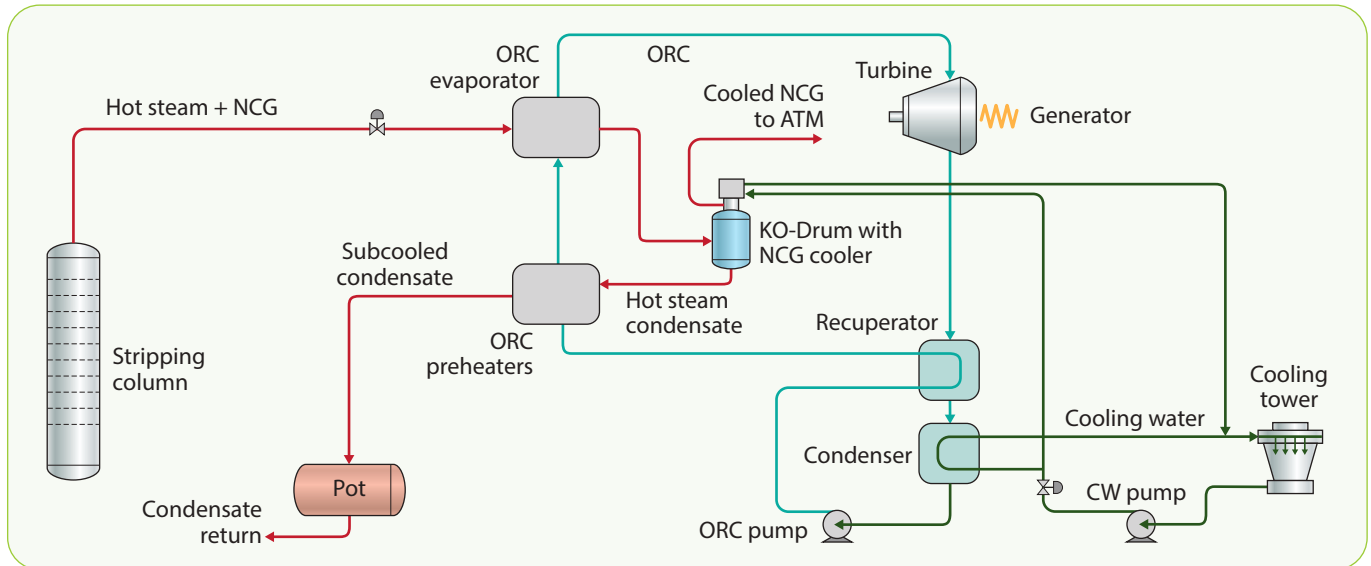 ORC
evaporator
ORC
Turbine
Hot steam + NCG
Cooled NCG
to ATM
Generator
KO-Drum with
NCG cooler
Subcooled
condensate
Hot steam
condensate
Recuperator
ORC
preheaters
Stripping
column
Cooling
tower
Cooling water
Condenser
Pot
CW pump
Condensate
return
ORC pump